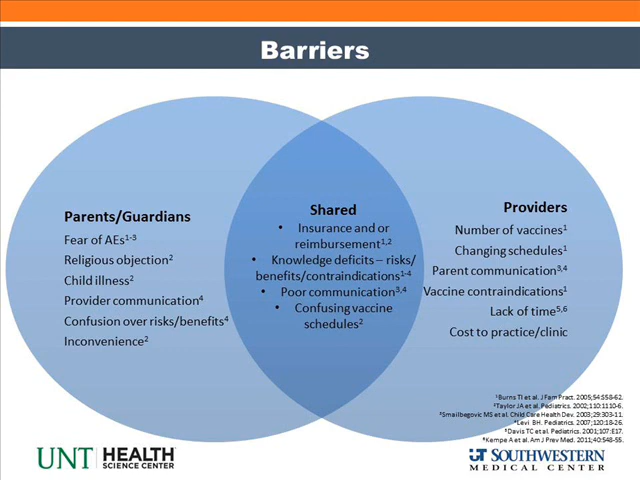 Barriers
Parents/Guardians
Fear of AEs1-3
Religious objection2
Child illness2
Provider communication4
Confusion over risks/benefits4
Inconvenience2
Shared
• Insurance and or
reimbursement1,2
• Knowledge deficits – risks/
benefits/contraindications1-4
• Poor communication3,4
• Confusing vaccine
schedules2
Providers
Number of vaccines1
Changing schedules1
Parent communication3,4
Vaccine contraindications1
Lack of time5,6
Cost to practice/clinic
1Burns TI et al. J Fam Pract. 2005;54:558-62.
2Taylor JA et al. Pediatrics. 2002;110:1110-6.
3Smailbegovic MS et al. Child Care Health Dev. 2003;29:303-11.
4Levi BH. Pediatrics. 2007;120:18-26.
5Davis TC et al. Pediatrics. 2001;107:E17.
6Kempe A et al. Am J Prev Med. 2011;40:548-55.
UNT HEALTH
SCIENCE CENTER
UT SOUTHWESTERN
MEDICAL CENTER